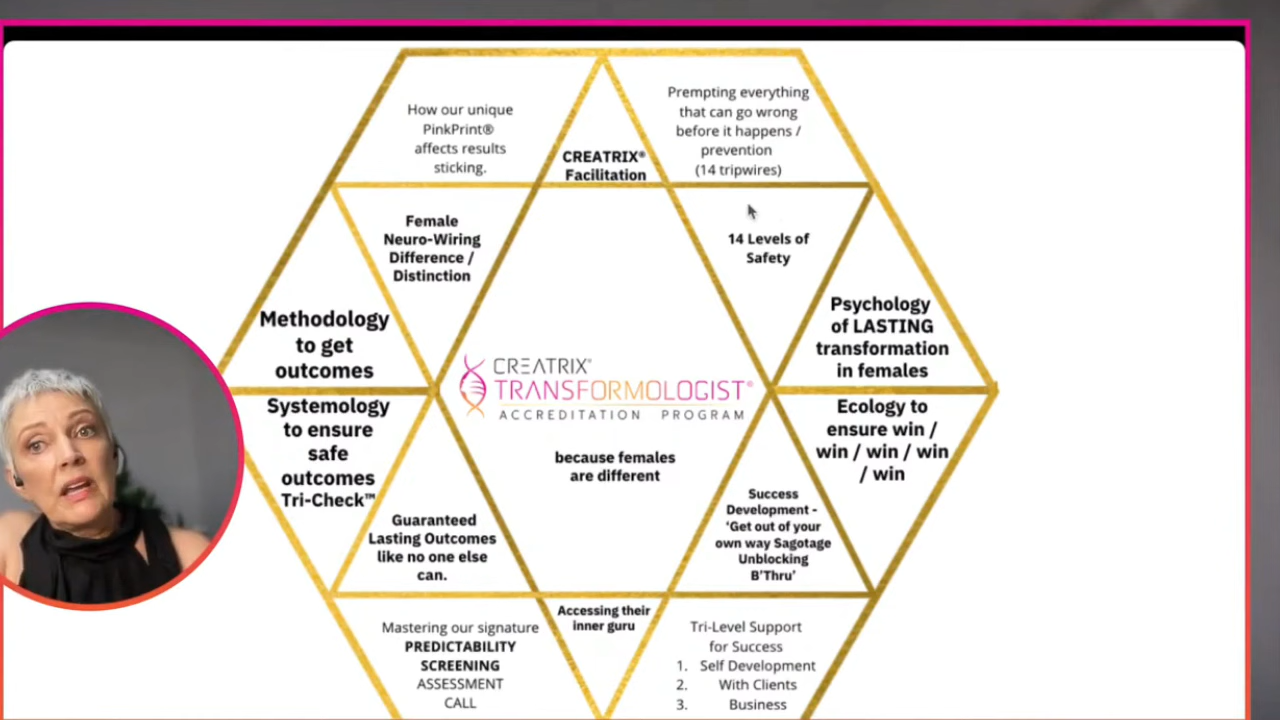 How our unique
PinkPrint®
affects results
sticking.
CREATRIX®
Facilitation
Prempting everything
that can go wrong
before it happens /
prevention
(14 tripwires)
Female
Neuro-Wiring
Difference /
Distinction
14 Levels of
Safety
Methodology
to get
outcomes
Psychology
of LASTING
transformation
in females
CREATRIX®
TRANSFORMOLOGIST®
ACCREDITATION PROGRAM
because females
are different
Systemology
to ensure
safe
outcomes
Tri-Check™
Ecology to
ensure win /
win / win / win
/ win
Guaranteed
Lasting Outcomes
like no one else
can.
Success
Development -
‘Get out of your
own way Sagotage
Unblocking
B’Thru’
Mastering our signature
PREDICTABILITY
SCREENING
ASSESSMENT
CALL
Accessing their
inner guru
Tri-Level Support
for Success
1. Self Development
2. With Clients
3. Business